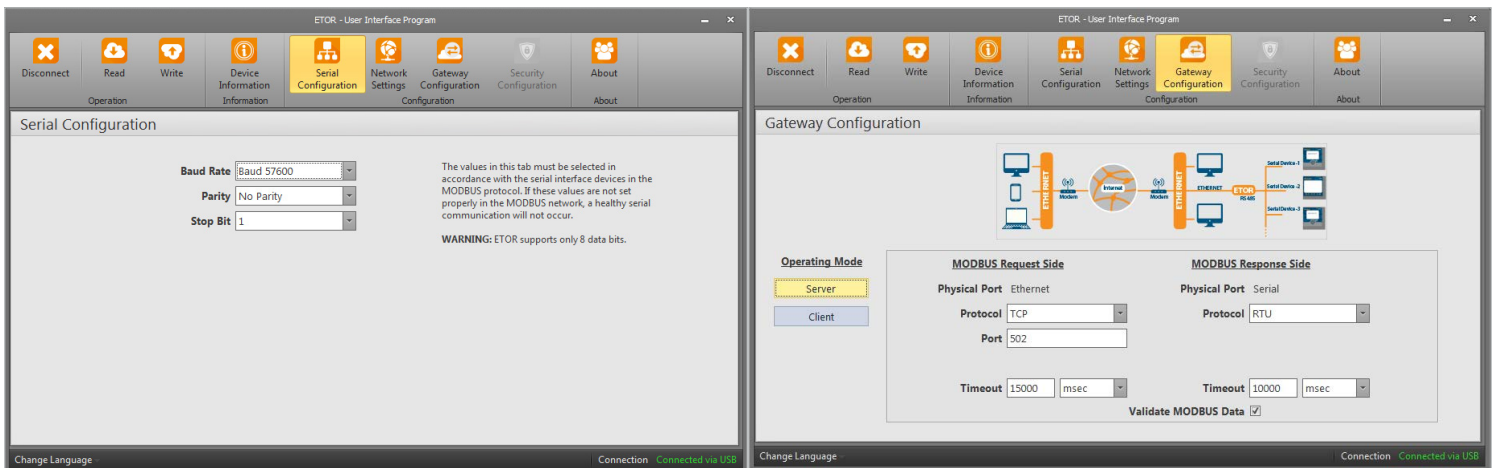 ETOR - User Interface Program
Disconnect
Read
Write
Device Information
Serial Configuration
Network Settings
Gateway Configuration
Security Configuration
About
Operation
Information
Configuration
About
Serial Configuration
Baud Rate Baud 57600
Parity No Parity
Stop Bit 1
The values in this tab must be selected in
accordance with the serial interface devices in the
MODBUS protocol. If these values are not set
properly in the MODBUS network, a healthy serial
communication will not occur.
WARNING: ETOR supports only 8 data bits.
Change Language
Connection Connected via USB
ETOR - User Interface Program
Disconnect
Read
Write
Device Information
Serial Configuration
Network Settings
Gateway Configuration
Security Configuration
About
Operation
Information
Configuration
About
Gateway Configuration
ETHERNET
Modem
Internet
Modem
ETHERNET
ETHERNET
ETOR
RS 485
Serial Device -1
Serial Device -2
Serial Device -3
Operating Mode
Server
Client
MODBUS Request Side
Physical Port Ethernet
Protocol TCP
Port 502
Timeout 15000 msec
MODBUS Response Side
Physical Port Serial
Protocol RTU
Timeout 10000 msec
Validate MODBUS Data
Change Language
Connection Connected via USB